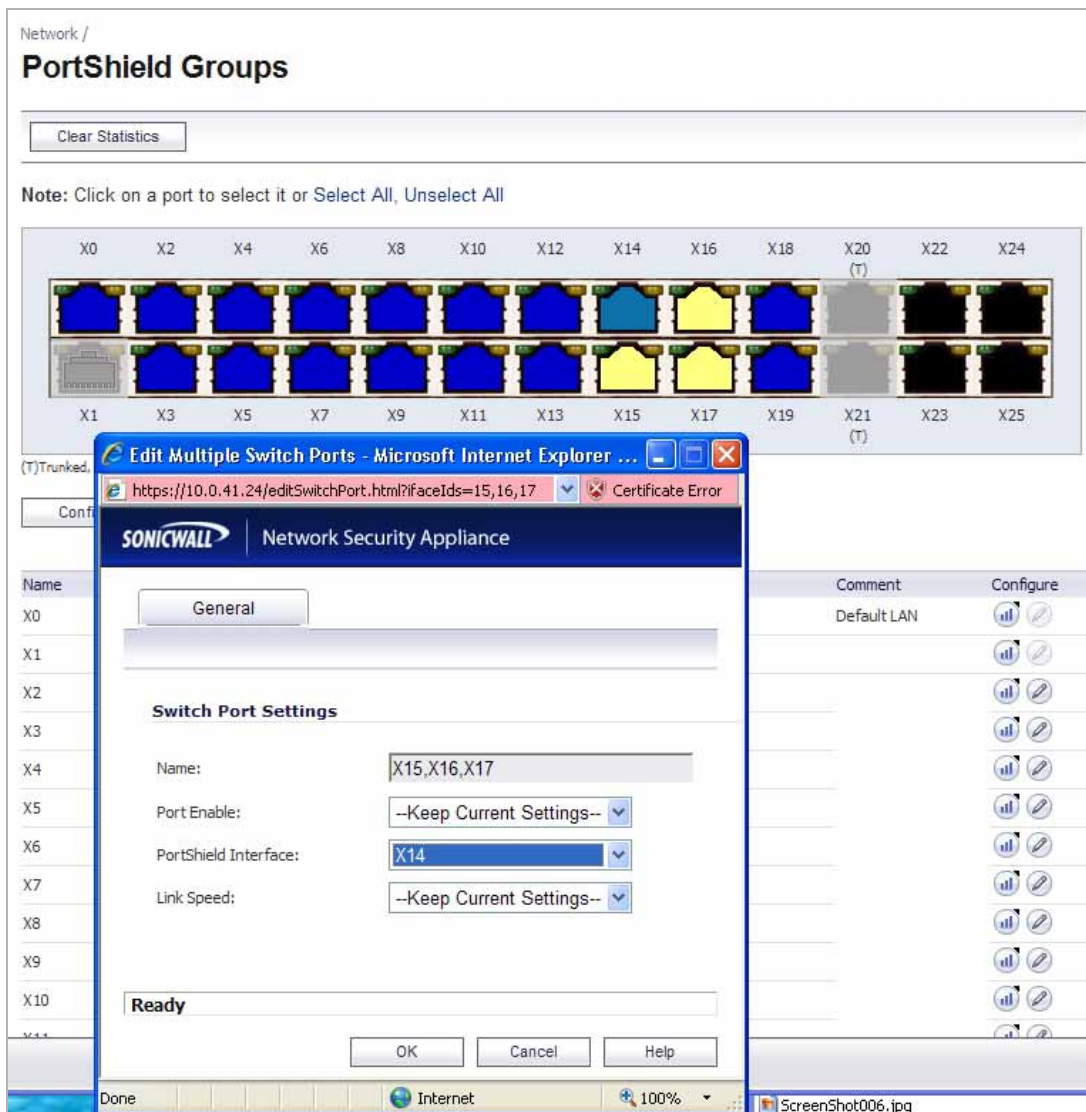 Network /
PortShield Groups
Clear Statistics
Note: Click on a port to select it or Select All, Unselect All
X0 X2 X4 X6 X8 X10 X12 X14 X16 X18 X20 X22 X24
(T)
X1 X3 X5 X7 X9 X11 X13 X15 X17 X19 X21 X23 X25
(T)
(T)Trunked,
Edit Multiple Switch Ports - Microsoft Internet Explorer ...
https://10.0.41.24/editSwitchPort.html?ifaceIds=15,16,17 Certificate Error
Confi
SONICWALL Network Security Appliance
General
Name Comment Configure
X0 Default LAN
X1
X2
X3
X4
X5
X6
X7
X8
X9
X10
X11
Switch Port Settings
Name: X15,X16,X17
Port Enable: --Keep Current Settings--
PortShield Interface: X14
Link Speed: --Keep Current Settings--
Ready
OK Cancel Help
Done Internet 100%
ScreenShot006.jpg